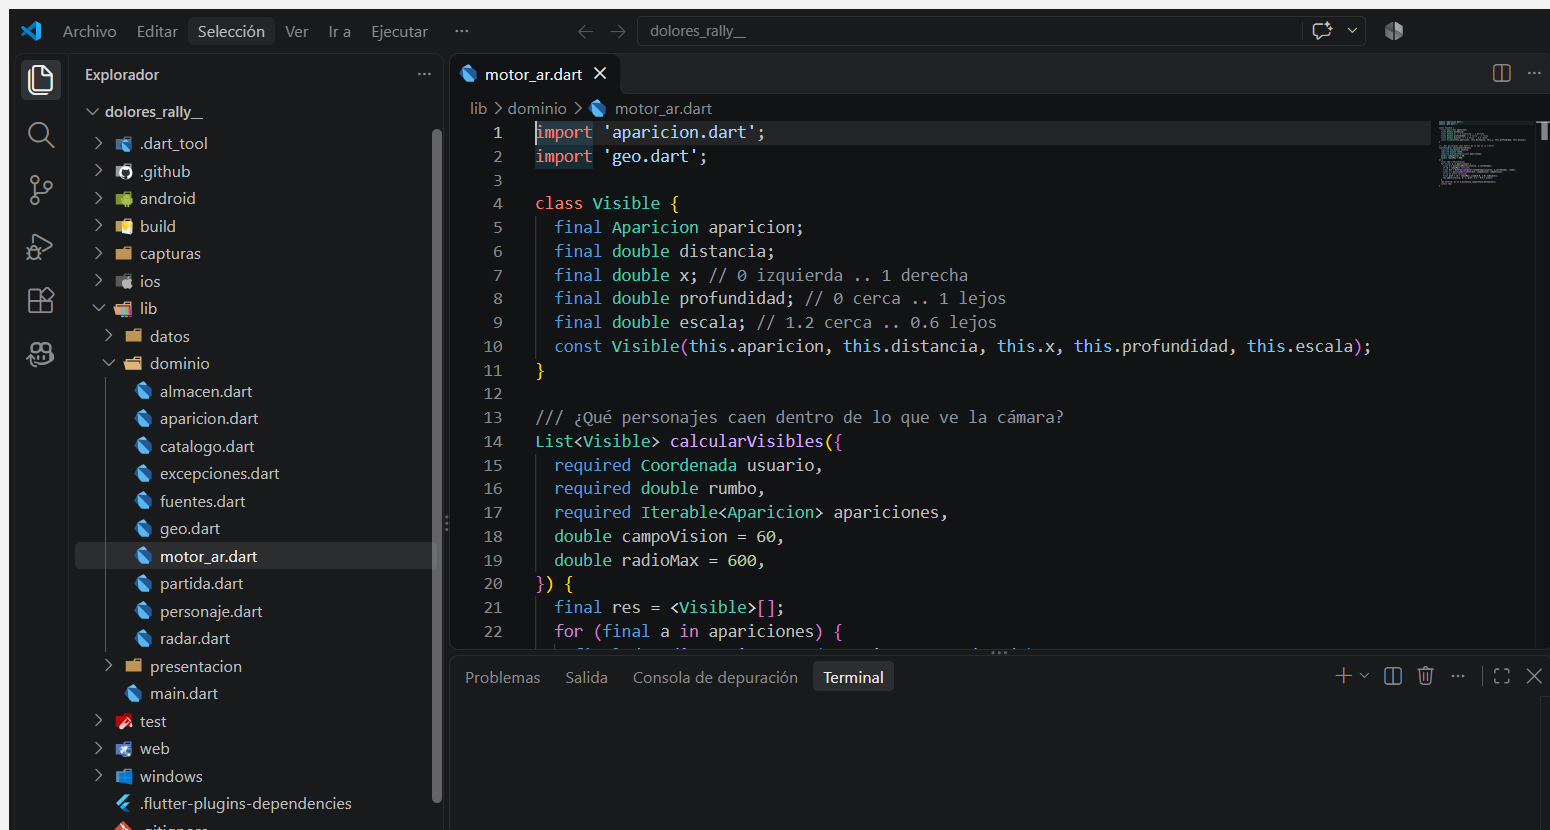 Archivo Editar Selección Ver Ir a Ejecutar ···
dolores_rally__
Explorador ···
dolores_rally__
.dart_tool
.github
android
build
capturas
ios
lib
datos
dominio
almacen.dart
aparicion.dart
catalogo.dart
excepciones.dart
fuentes.dart
geo.dart
motor_ar.dart
partida.dart
personaje.dart
radar.dart
presentacion
main.dart
test
web
windows
.flutter-plugins-dependencies
.gitignore
motor_ar.dart
lib > dominio > motor_ar.dart
1 import 'aparicion.dart';
2 import 'geo.dart';
3
4 class Visible {
5 final Aparicion aparicion;
6 final double distancia;
7 final double x; // 0 izquierda .. 1 derecha
8 final double profundidad; // 0 cerca .. 1 lejos
9 final double escala; // 1.2 cerca .. 0.6 lejos
10 const Visible(this.aparicion, this.distancia, this.x, this.profundidad, this.escala);
11 }
12
13 /// ¿Qué personajes caen dentro de lo que ve la cámara?
14 List<Visible> calcularVisibles({
15 required Coordenada usuario,
16 required double rumbo,
17 required Iterable<Aparicion> apariciones,
18 double campoVision = 60,
19 double radioMax = 600,
20 }) {
21 final res = <Visible>[];
22 for (final a in apariciones) {
Problemas Salida Consola de depuración Terminal